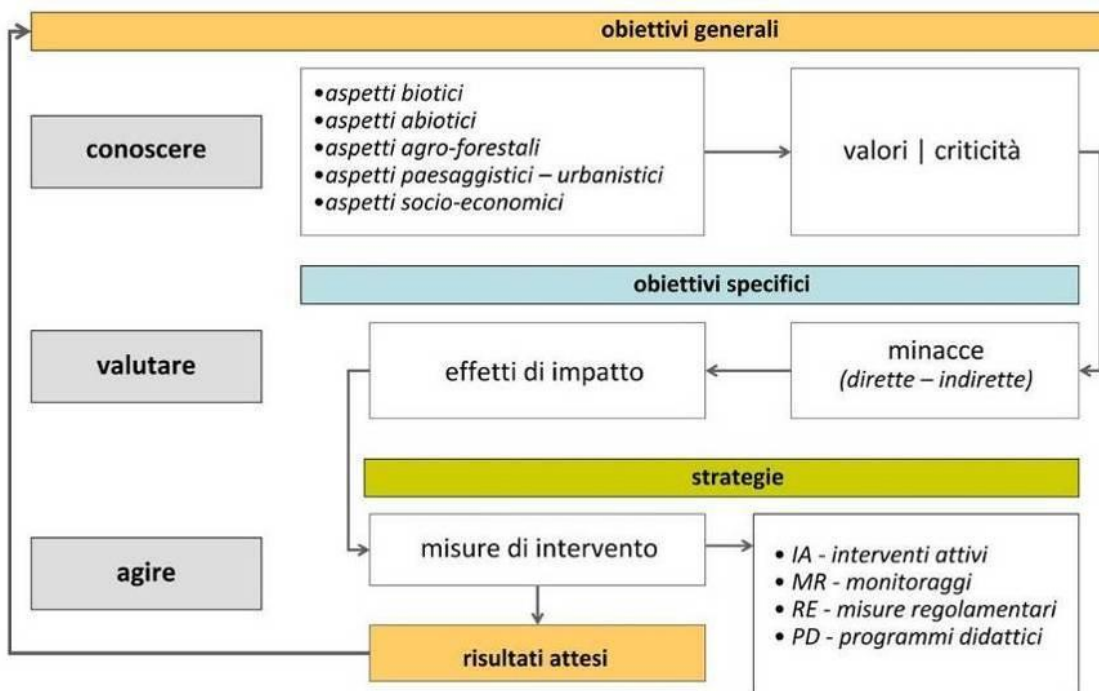 obiettivi generali
conoscere
•aspetti biotici
•aspetti abiotici
•aspetti agro-forestali
•aspetti paesaggistici – urbanistici
•aspetti socio-economici
valori | criticità
obiettivi specifici
valutare
effetti di impatto
minacce
(dirette – indirette)
strategie
agire
misure di intervento
• IA - interventi attivi
• MR - monitoraggi
• RE - misure regolamentari
• PD - programmi didattici
risultati attesi